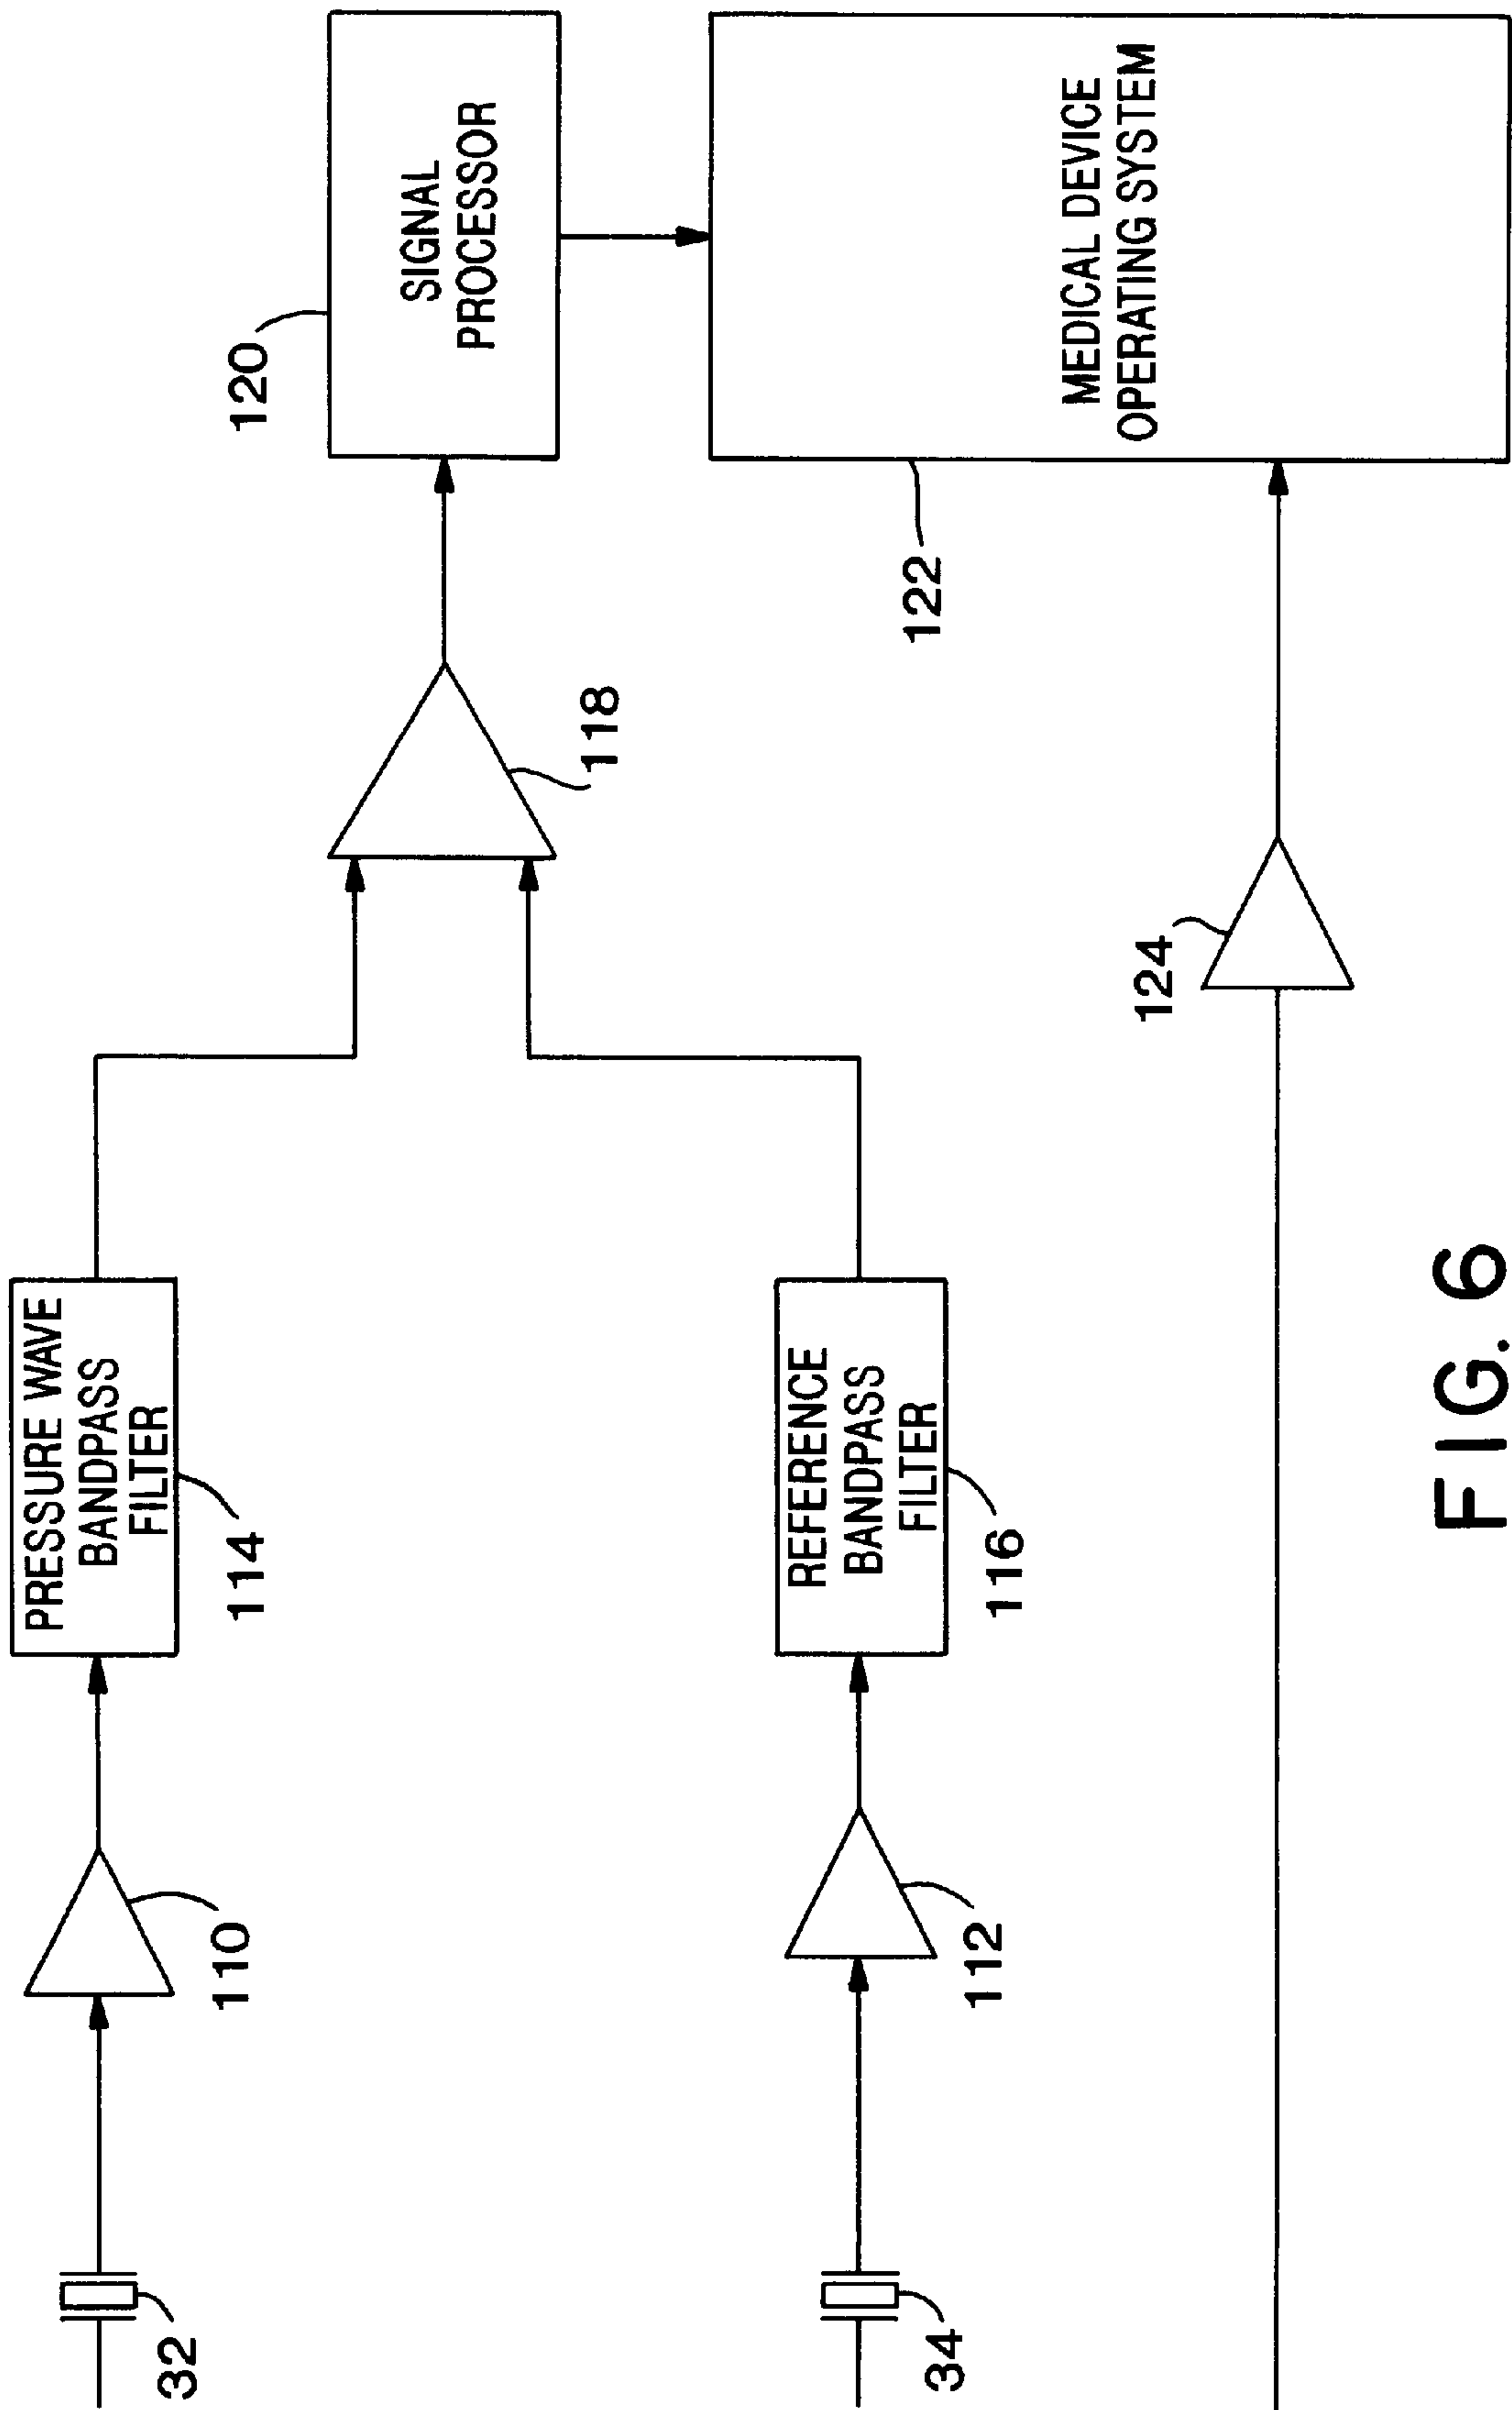 32
110
PRESSURE WAVE
BANDPASS
FILTER
114
118
120
SIGNAL
PROCESSOR
34
112
REFERENCE
BANDPASS
FILTER
116
124
122
MEDICAL DEVICE
OPERATING SYSTEM
FIG. 6